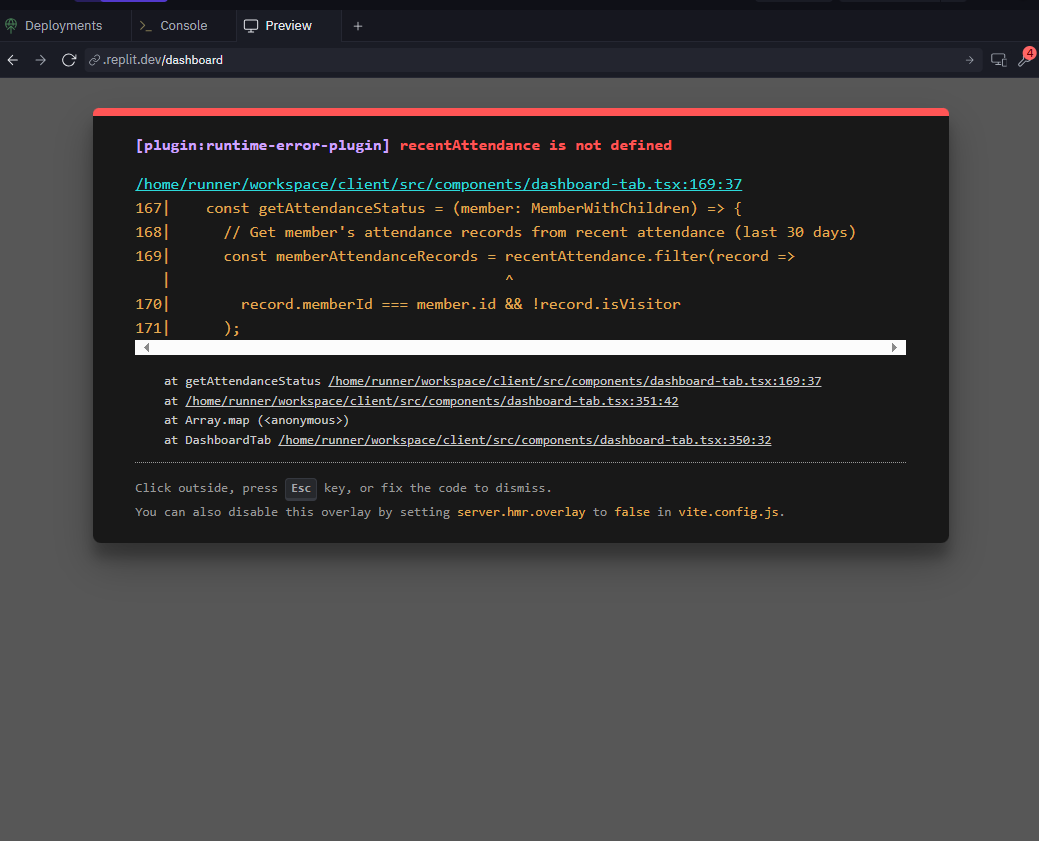 Deployments
>_ Console
Preview
+
.replit.dev/dashboard
4
[plugin:runtime-error-plugin] recentAttendance is not defined
/home/runner/workspace/client/src/components/dashboard-tab.tsx:169:37
167|    const getAttendanceStatus = (member: MemberWithChildren) => {
168|      // Get member's attendance records from recent attendance (last 30 days)
169|      const memberAttendanceRecords = recentAttendance.filter(record =>
   |                                      ^
170|        record.memberId === member.id && !record.isVisitor
171|      );
at getAttendanceStatus /home/runner/workspace/client/src/components/dashboard-tab.tsx:169:37
at /home/runner/workspace/client/src/components/dashboard-tab.tsx:351:42
at Array.map (<anonymous>)
at DashboardTab /home/runner/workspace/client/src/components/dashboard-tab.tsx:350:32
Click outside, press Esc key, or fix the code to dismiss.
You can also disable this overlay by setting server.hmr.overlay to false in vite.config.js.